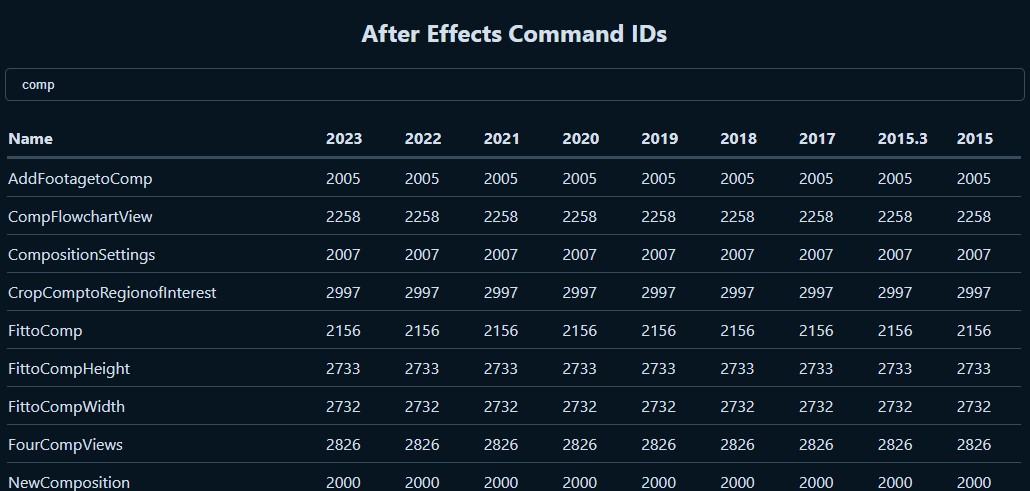 After Effects Command IDs
comp
Name 2023 2022 2021 2020 2019 2018 2017 2015.3 2015
AddFootagetoComp 2005 2005 2005 2005 2005 2005 2005 2005 2005
CompFlowchartView 2258 2258 2258 2258 2258 2258 2258 2258 2258
CompositionSettings 2007 2007 2007 2007 2007 2007 2007 2007 2007
CropComptoRegionofInterest 2997 2997 2997 2997 2997 2997 2997 2997 2997
FittoComp 2156 2156 2156 2156 2156 2156 2156 2156 2156
FittoCompHeight 2733 2733 2733 2733 2733 2733 2733 2733 2733
FittoCompWidth 2732 2732 2732 2732 2732 2732 2732 2732 2732
FourCompViews 2826 2826 2826 2826 2826 2826 2826 2826 2826
NewComposition 2000 2000 2000 2000 2000 2000 2000 2000 2000